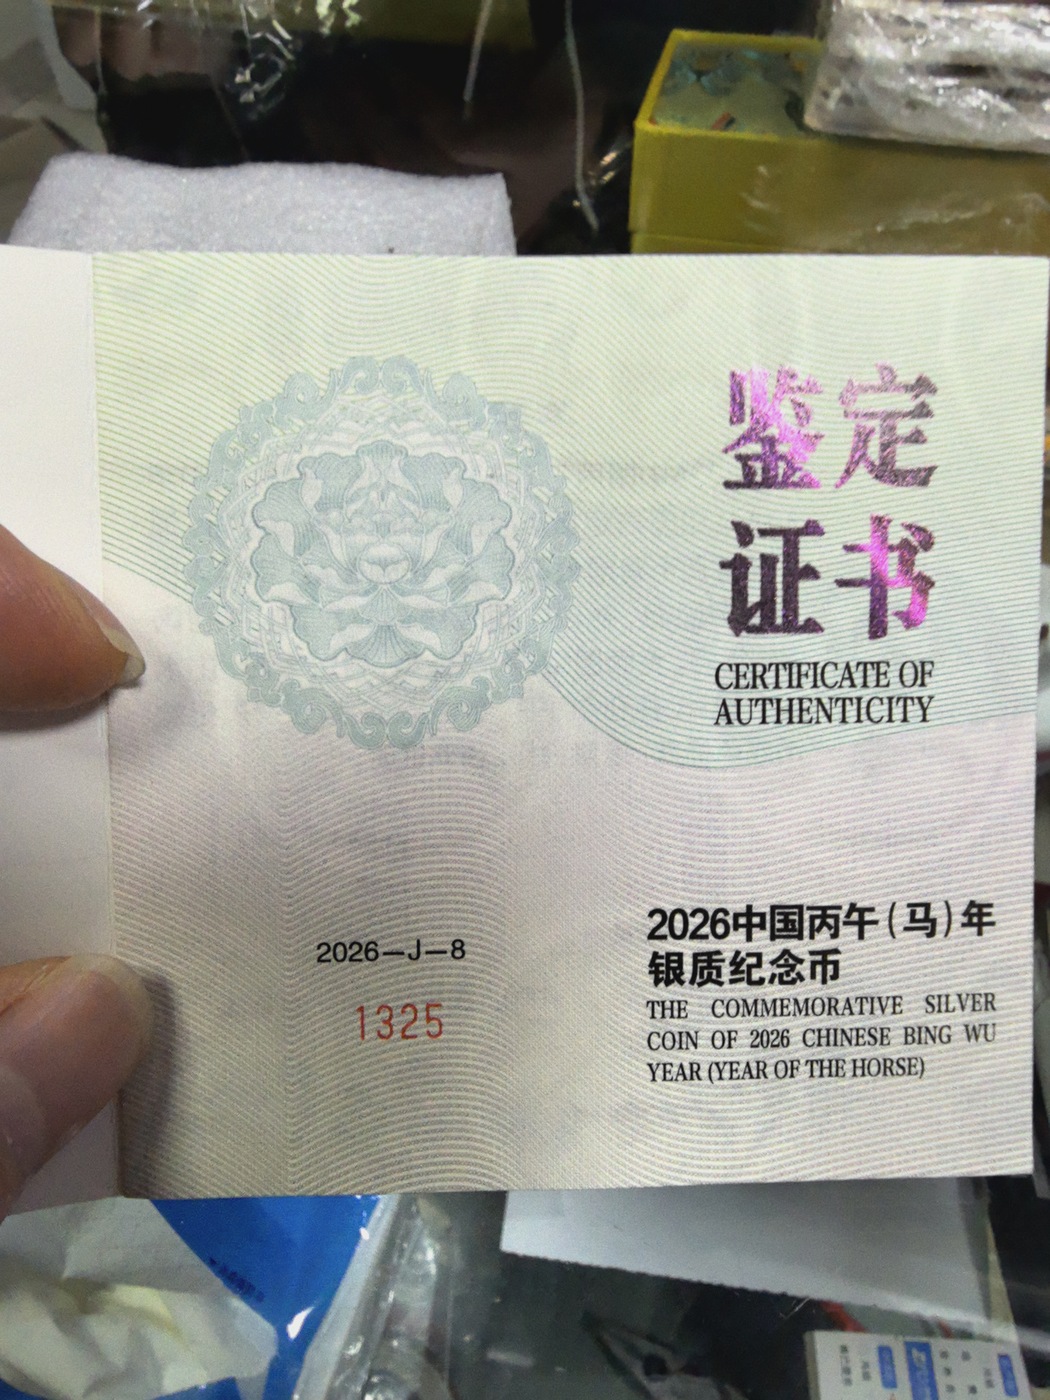 鉴定
证书
CERTIFICATE OF
AUTHENTICITY
2026—J—8
1325
2026中国丙午(马)年
银质纪念币
THE COMMEMORATIVE SILVER
COIN OF 2026 CHINESE BING WU
YEAR (YEAR OF THE HORSE)